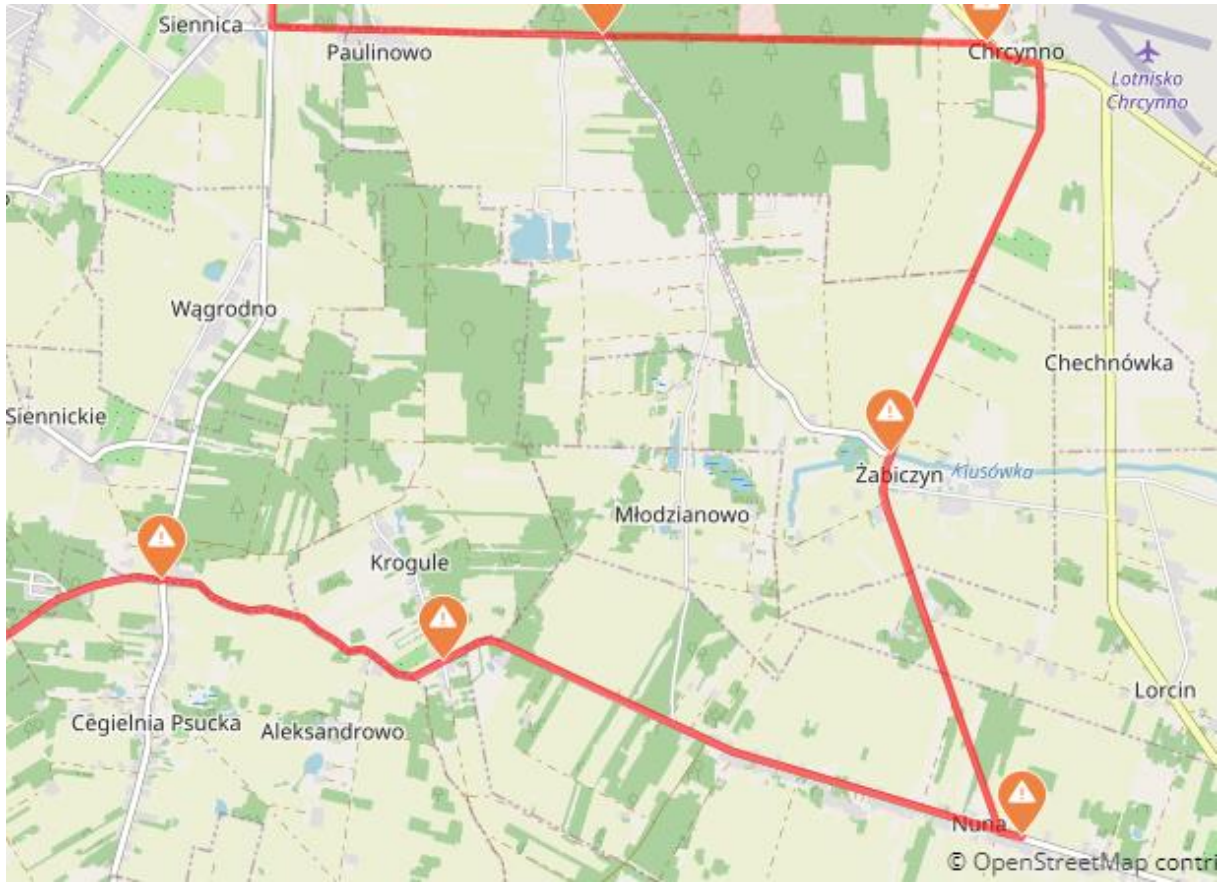 Siennica
Paulinowo
Chrcynno
Lotnisko
Chrcynno
Wągrodno
Chechnówka
Siennickie
Żabiczyn
Klusówka
Młodzianowo
Krogule
Lorcin
Cegielnia Psucka
Aleksandrowo
Nuna
© OpenStreetMap contri